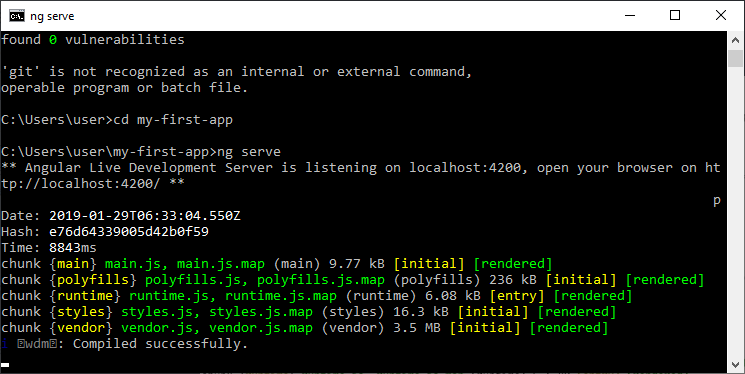 C:\. ng serve
found 0 vulnerabilities
'git' is not recognized as an internal or external command,
operable program or batch file.
C:\Users\user>cd my-first-app
C:\Users\user\my-first-app>ng serve
** Angular Live Development Server is listening on localhost:4200, open your browser on ht
tp://localhost:4200/ **
p
Date: 2019-01-29T06:33:04.550Z
Hash: e76d64339005d42b0f59
Time: 8843ms
chunk {main} main.js, main.js.map (main) 9.77 kB [initial] [rendered]
chunk {polyfills} polyfills.js, polyfills.js.map (polyfills) 236 kB [initial] [rendered]
chunk {runtime} runtime.js, runtime.js.map (runtime) 6.08 kB [entry] [rendered]
chunk {styles} styles.js, styles.js.map (styles) 16.3 kB [initial] [rendered]
chunk {vendor} vendor.js, vendor.js.map (vendor) 3.5 MB [initial] [rendered]
wdm: Compiled successfully.